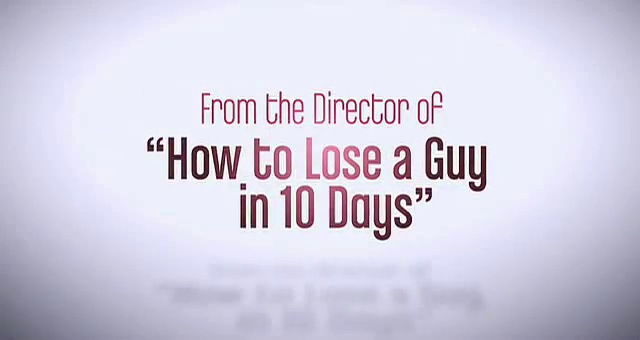 From the Director of
“How to Lose a Guy
in 10 Days”